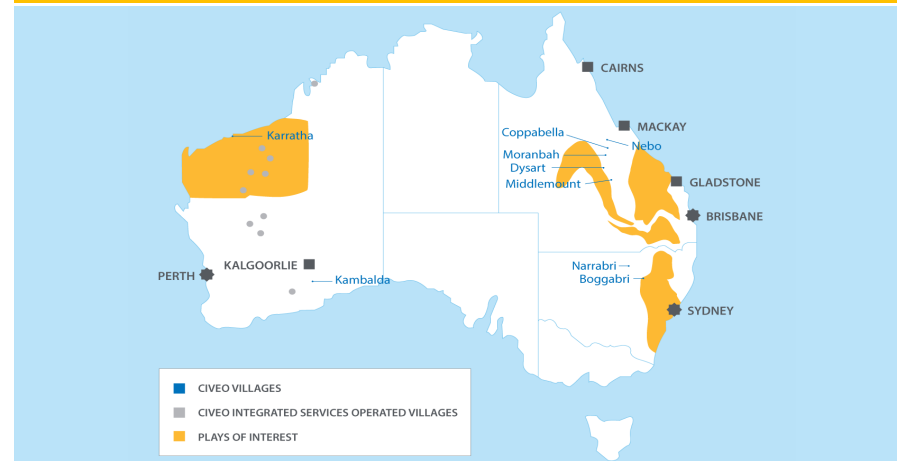 CAIRNS
MACKAY
Coppabella
Karratha
Nebo
Moranbah
Dysart
Middlemount
GLADSTONE
BRISBANE
KALGOORLIE
Narrabri
PERTH
Boggabri
Kambalda
SYDNEY
CIVEO VILLAGES
CIVEO INTEGRATED SERVICES OPERATED VILLAGES
PLAYS OF INTEREST